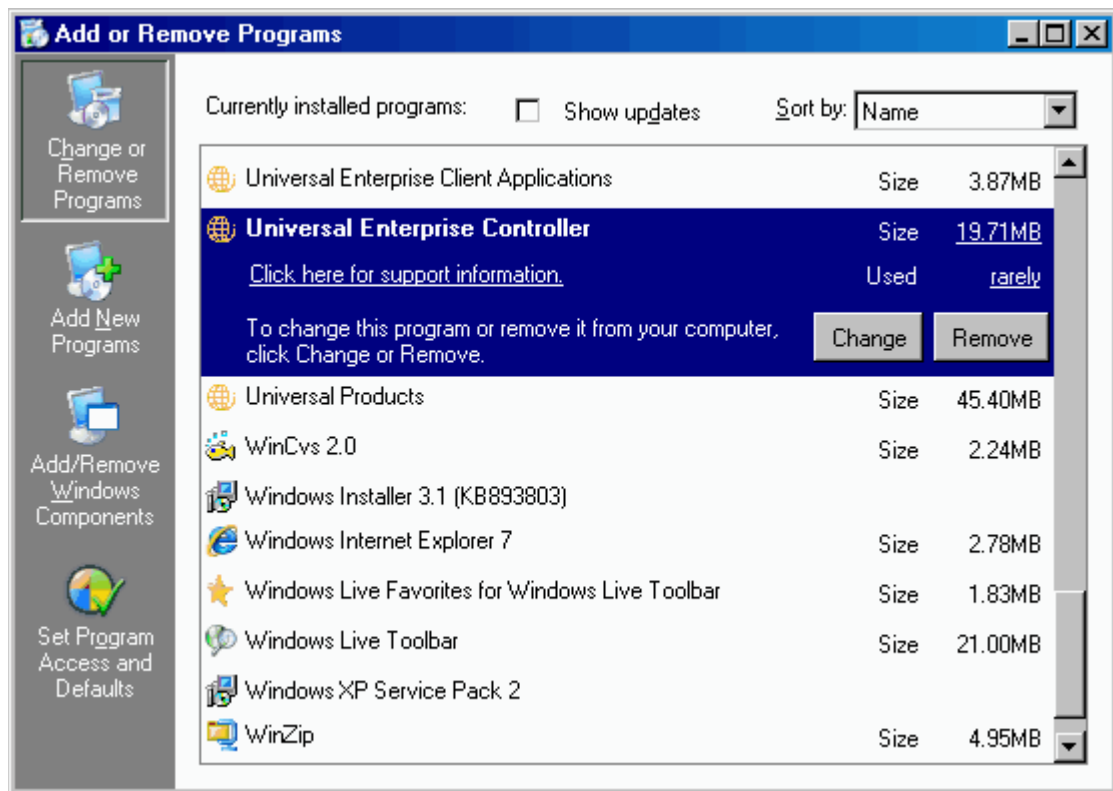 Add or Remove Programs
Change or
Remove
Programs
Add New
Programs
Add/Remove
Windows
Components
Set Program
Access and
Defaults
Currently installed programs: Show updates Sort by: Name
Universal Enterprise Client Applications Size 3.87MB
Universal Enterprise Controller Size 19.71MB
Click here for support information. Used rarely
To change this program or remove it from your computer,
click Change or Remove.
Change Remove
Universal Products Size 45.40MB
WinCvs 2.0 Size 2.24MB
Windows Installer 3.1 (KB893803)
Windows Internet Explorer 7 Size 2.78MB
Windows Live Favorites for Windows Live Toolbar Size 1.83MB
Windows Live Toolbar Size 21.00MB
Windows XP Service Pack 2
WinZip Size 4.95MB